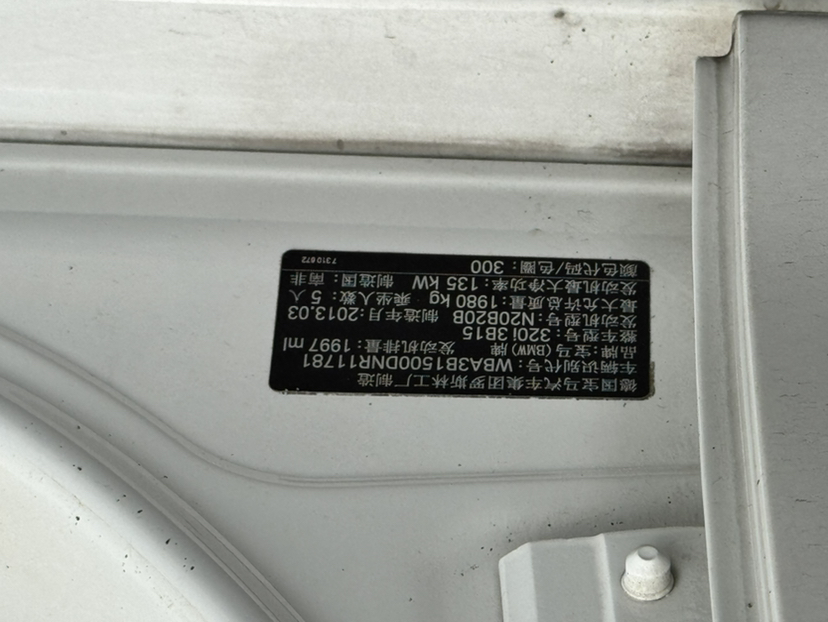 德国宝马汽车集团罗斯林工厂制造
车辆识别代号：WBA3B1500DNR11781
品牌：宝马 (BMW) 牌 发动机排量：1997 ml
整车型号：320i 3B15
发动机型号：N20B20B 制造年月：2013.03
最大允许总质量：1980 kg 乘坐人数：5 人
发动机最大净功率：135 kW 制造国：南非
颜色代码/色圈：300
7310672